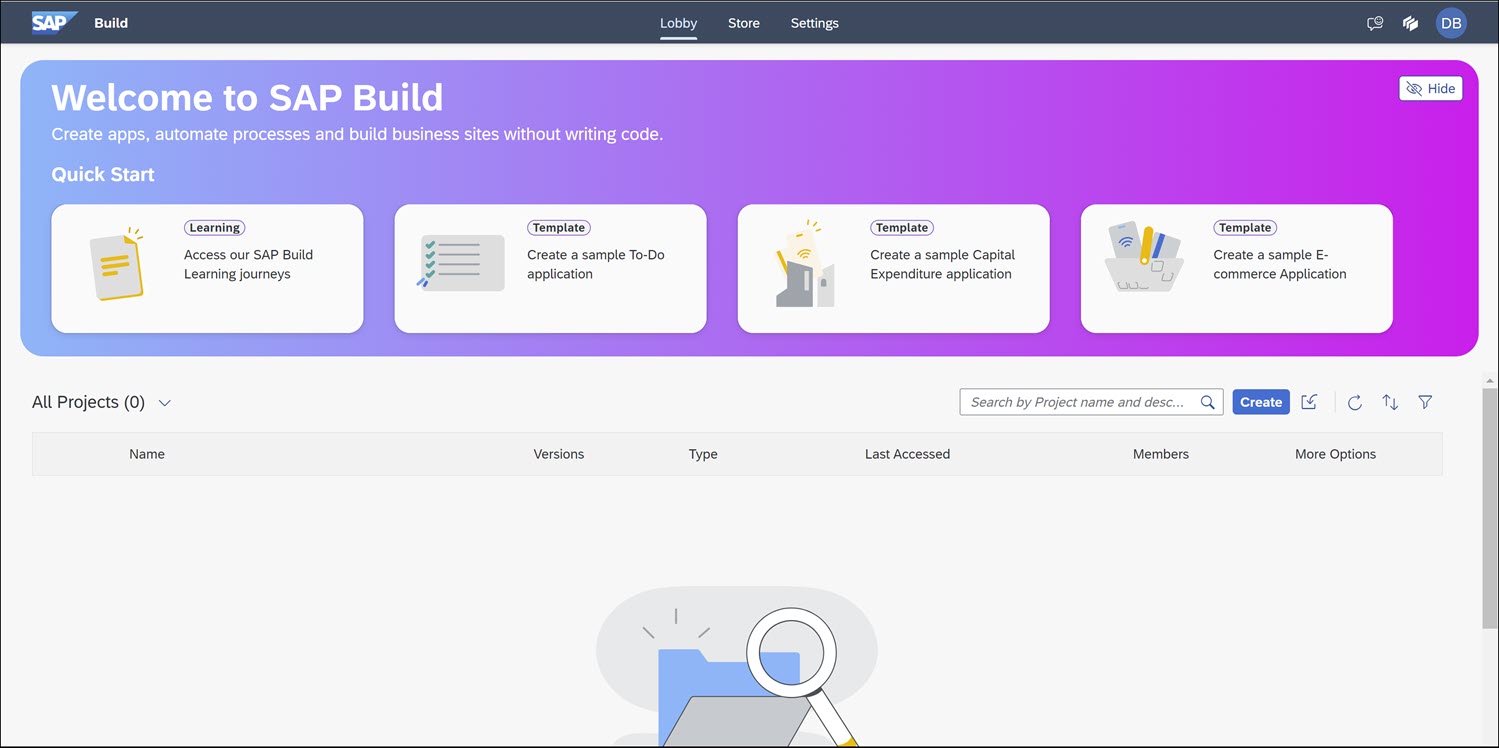 SAP Build Lobby Store Settings DB
Welcome to SAP Build
Hide
Create apps, automate processes and build business sites without writing code.
Quick Start
Learning
Access our SAP Build
Learning journeys
Template
Create a sample To-Do
application
Template
Create a sample Capital
Expenditure application
Template
Create a sample E-
commerce Application
All Projects (0) Search by Project name and desc... Create
Name Versions Type Last Accessed Members More Options